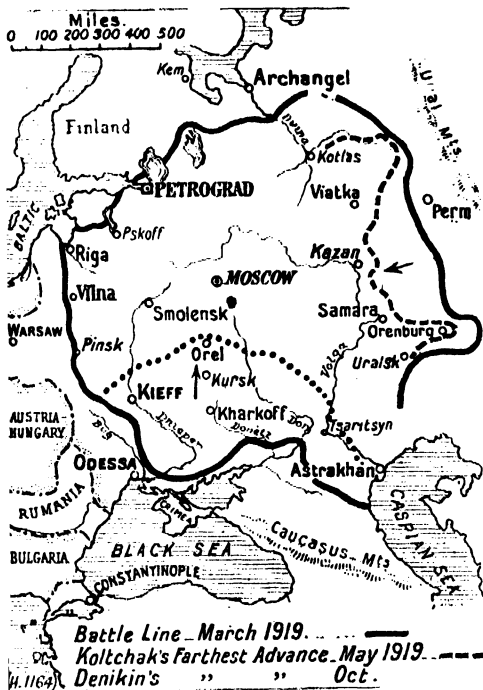 Miles.
0 100 200 300 400 500
Kem
Archangel
Ural Mts
Finland
Dwina
Kotlas
PETROGRAD
Viatka
Perm
BALTIC
Pskoff
Riga
Kazan
MOSCOW
Vilna
Smolensk
Samara
Orenburg
WARSAW
Pinsk
Orel
Volga
Uralsk
KIEFF
Kursk
AUSTRIA-
HUNGARY
Kharkoff
Don
Dnieper
Donetz
Tsaritsyn
Bug
ODESSA
Astrakhan
RUMANIA
Crimea
CASPIAN SEA
BULGARIA
BLACK SEA
Caucasus Mts
CONSTANTINOPLE
Battle Line March 1919
Koltchak's Farthest Advance May 1919
Denikin's " " Oct.
H.1164